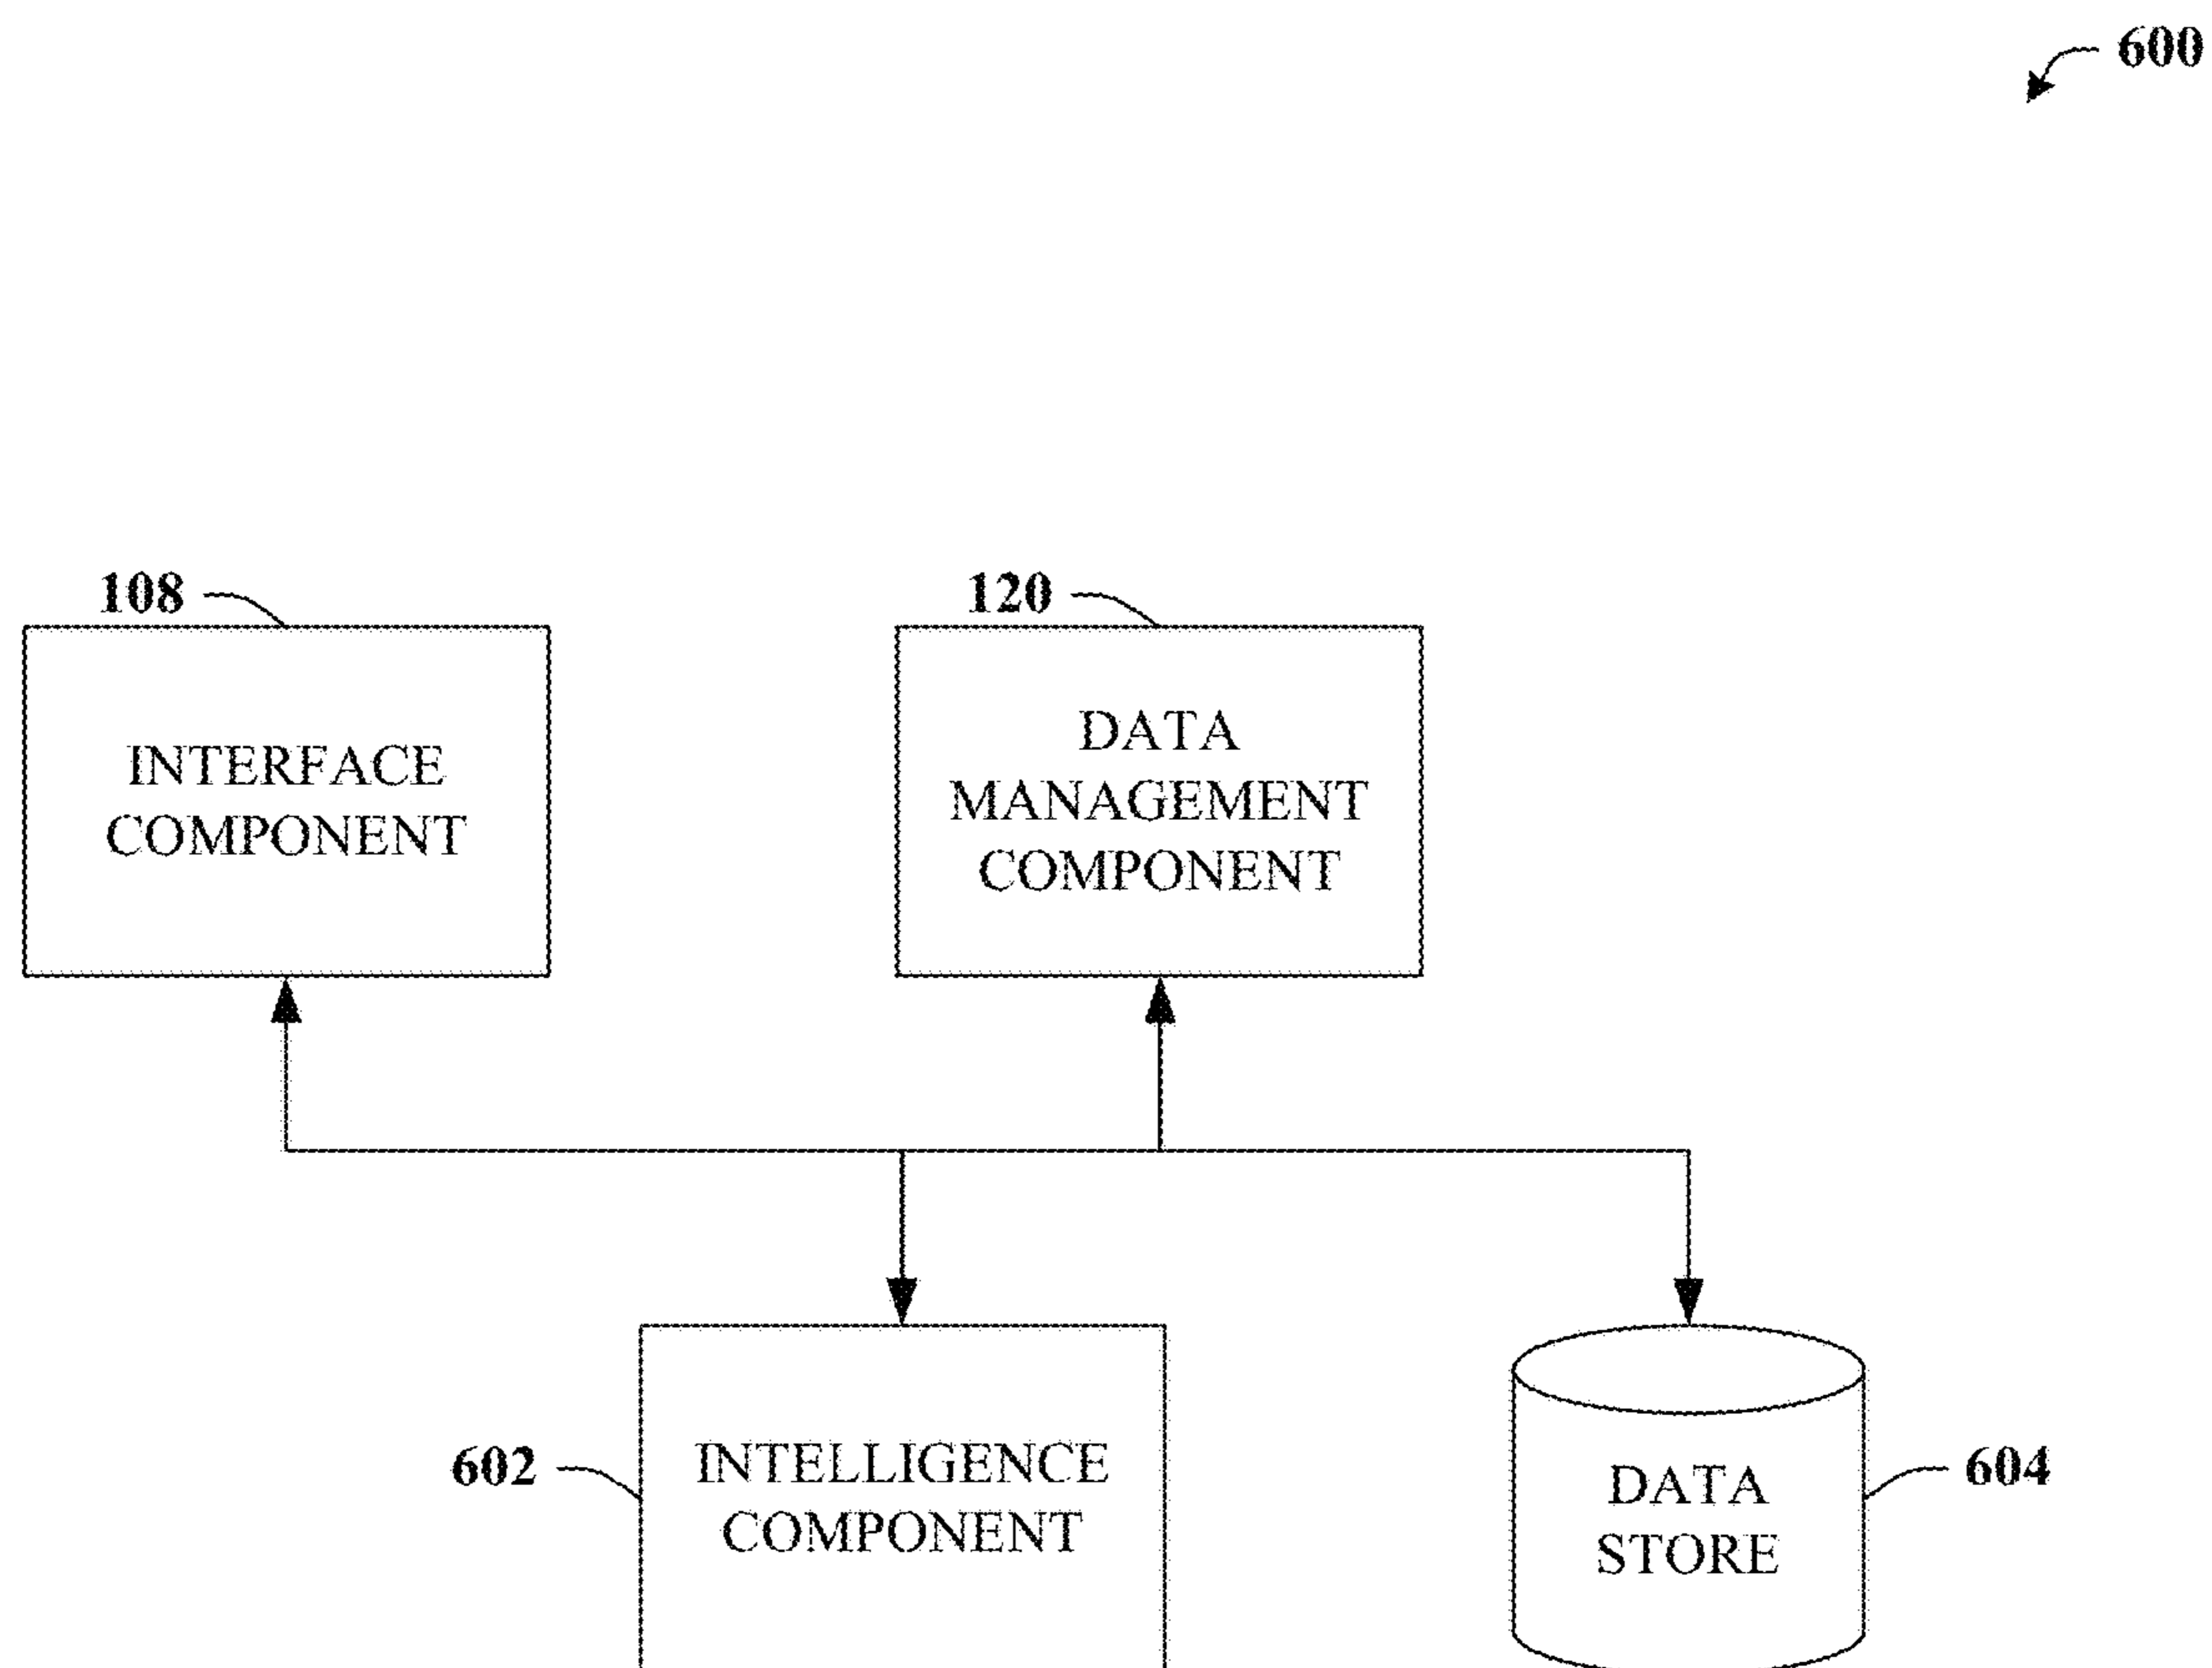 600
108
120
INTERFACE
COMPONENT
DATA
MANAGEMENT
COMPONENT
602
INTELLIGENCE
COMPONENT
DATA
STORE
604